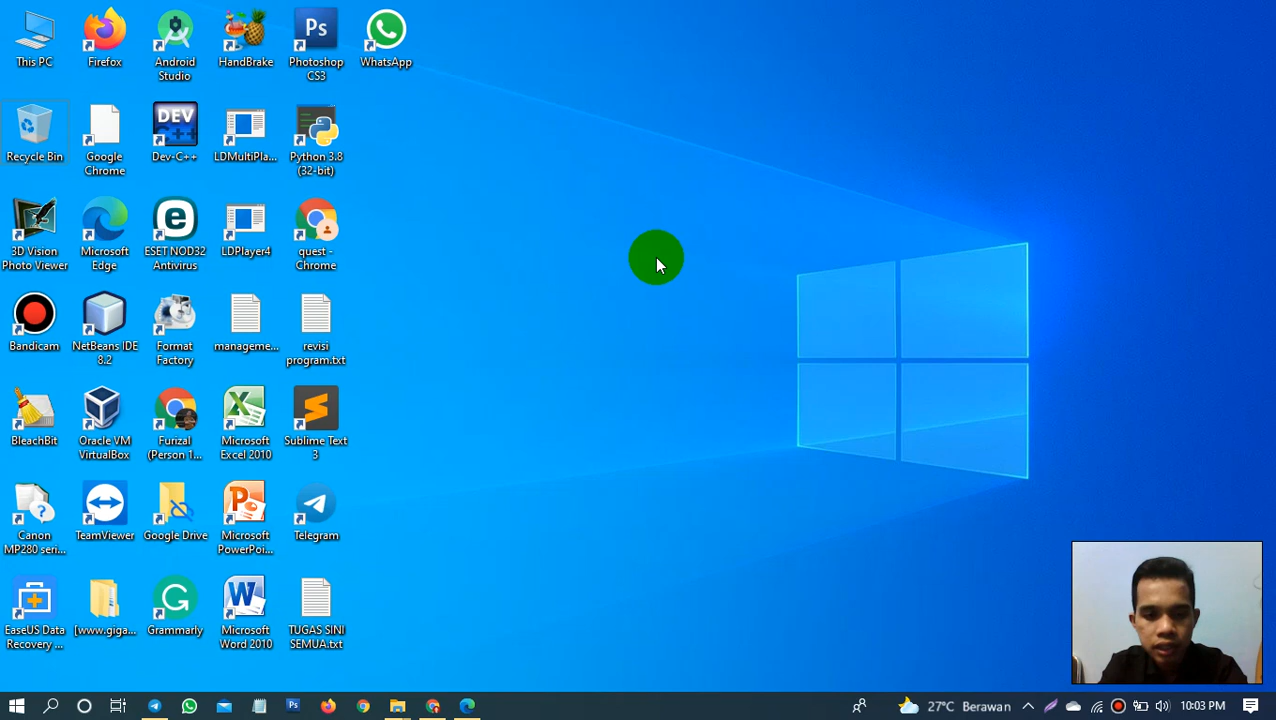 This PC
Firefox
Android
Studio
HandBrake
Ps
Photoshop
CS3
WhatsApp
Recycle Bin
Google
Chrome
DEV
C++
Dev-C++
LDMultiPla...
Python 3.8
(32-bit)
3D Vision
Photo Viewer
Microsoft
Edge
e
ESET NOD32
Antivirus
LDPlayer4
quest -
Chrome
Bandicam
NetBeans IDE
8.2
Format
Factory
manageme...
revisi
program.txt
BleachBit
Oracle VM
VirtualBox
Furizal
(Person 1...
Microsoft
Excel 2010
Sublime Text
3
Canon
MP280 seri...
TeamViewer
Google Drive
Microsoft
PowerPoi...
Telegram
EaseUS Data
Recovery ...
[www.giga...
Grammarly
Microsoft
Word 2010
TUGAS SINI
SEMUA.txt
Ps
27°C Berawan
10:03 PM